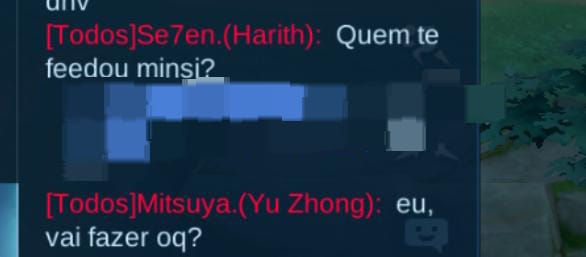 [Todos]Se7en.(Harith): Quem te
feedou minsi?
[Todos]Mitsuya.(Yu Zhong): eu,
vai fazer oq?